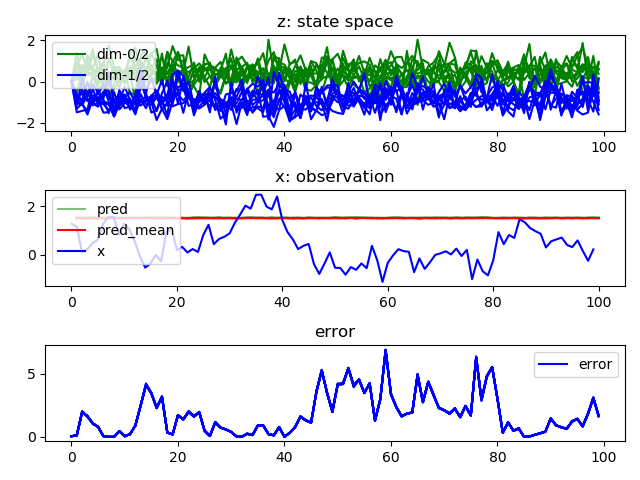 z: state space
2
0
−2
dim-0/2
dim-1/2
0
20
40
60
80
100
x: observation
2
0
pred
pred_mean
x
0
20
40
60
80
100
error
5
0
error
0
20
40
60
80
100